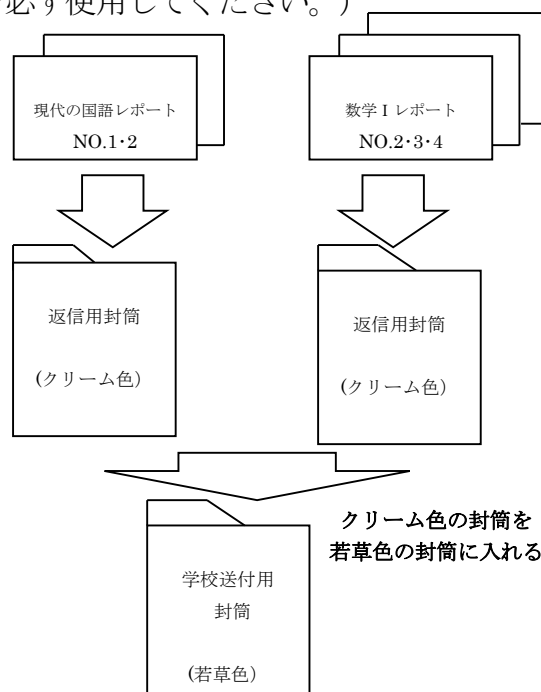 必ず使用してください。)
現代の国語レポート
NO.1・2
数学Ⅰレポート
NO.2・3・4
返信用封筒
(クリーム色)
返信用封筒
(クリーム色)
クリーム色の封筒を
若草色の封筒に入れる
学校送付用
封筒
(若草色)